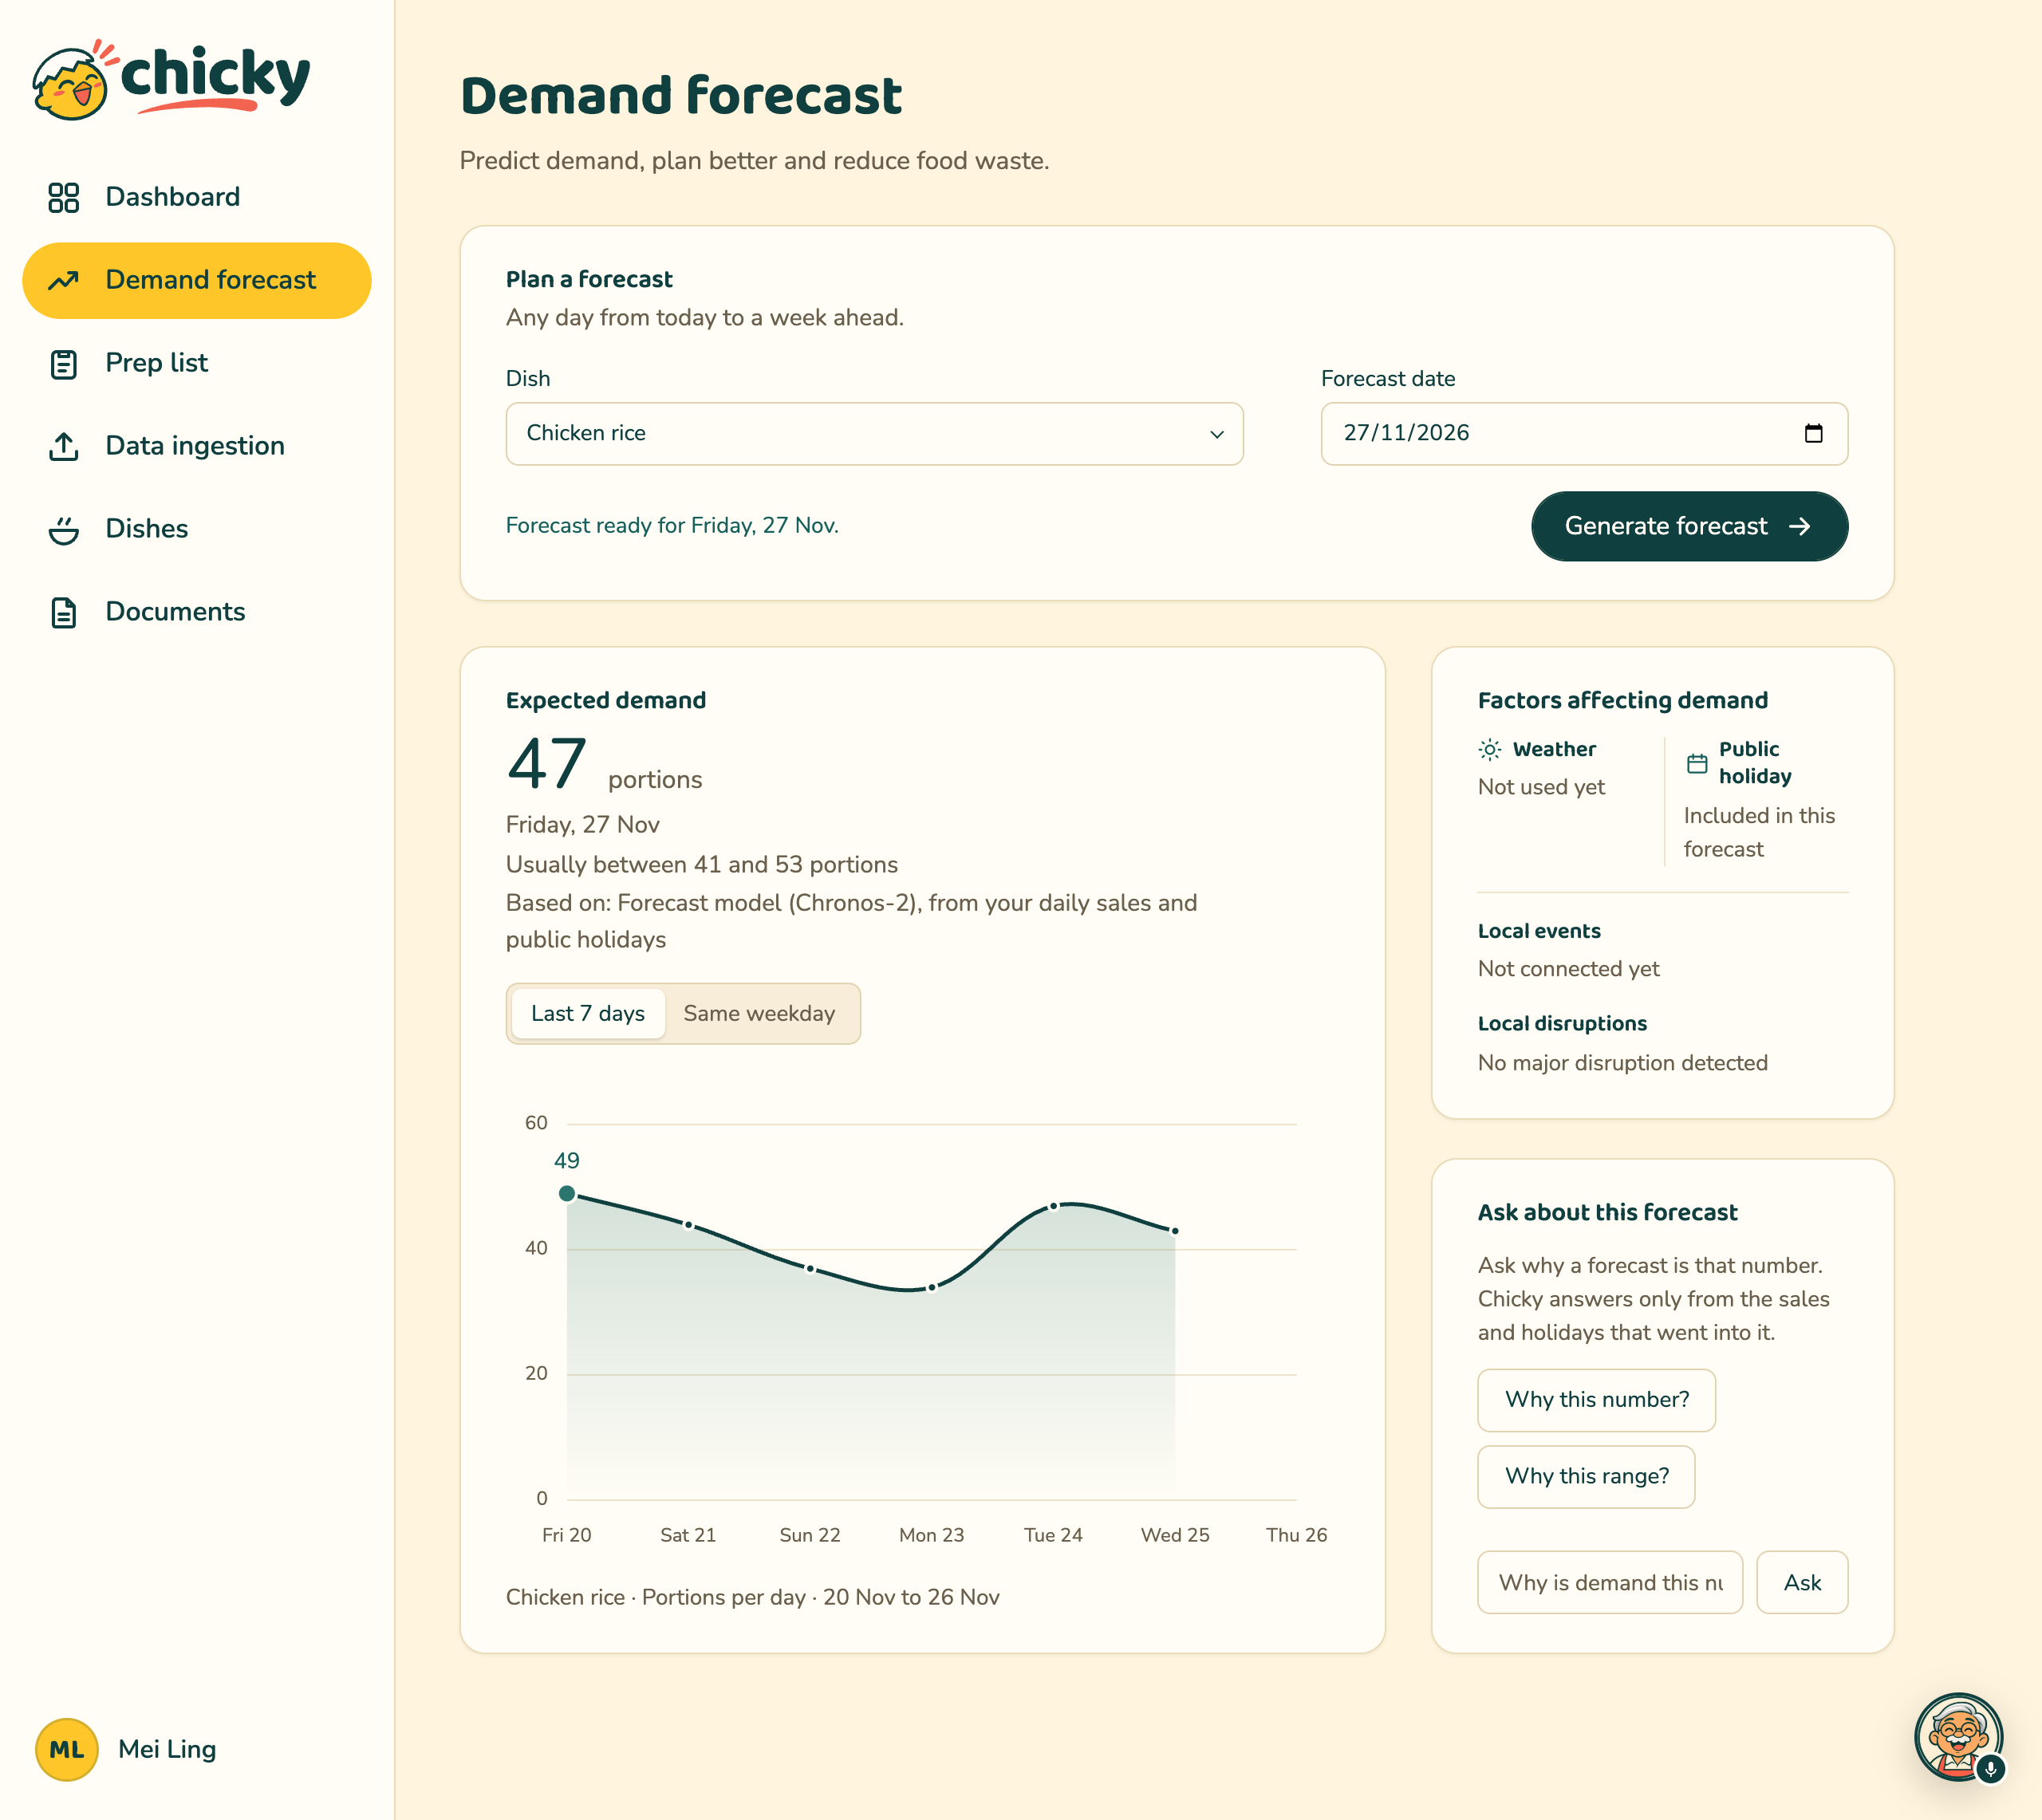 chicky
Dashboard
Demand forecast
Prep list
Data ingestion
Dishes
Documents
ML
Mei Ling
Demand forecast
Predict demand, plan better and reduce food waste.
Plan a forecast
Any day from today to a week ahead.
Dish
Chicken rice
Forecast date
27/11/2026
Forecast ready for Friday, 27 Nov.
Generate forecast
Expected demand
47 portions
Friday, 27 Nov
Usually between 41 and 53 portions
Based on: Forecast model (Chronos-2), from your daily sales and
public holidays
Last 7 days
Same weekday
60
49
40
20
0
Fri 20
Sat 21
Sun 22
Mon 23
Tue 24
Wed 25
Thu 26
Chicken rice · Portions per day · 20 Nov to 26 Nov
Factors affecting demand
Weather
Not used yet
Public
holiday
Included in this
forecast
Local events
Not connected yet
Local disruptions
No major disruption detected
Ask about this forecast
Ask why a forecast is that number.
Chicky answers only from the sales
and holidays that went into it.
Why this number?
Why this range?
Why is demand this
Ask